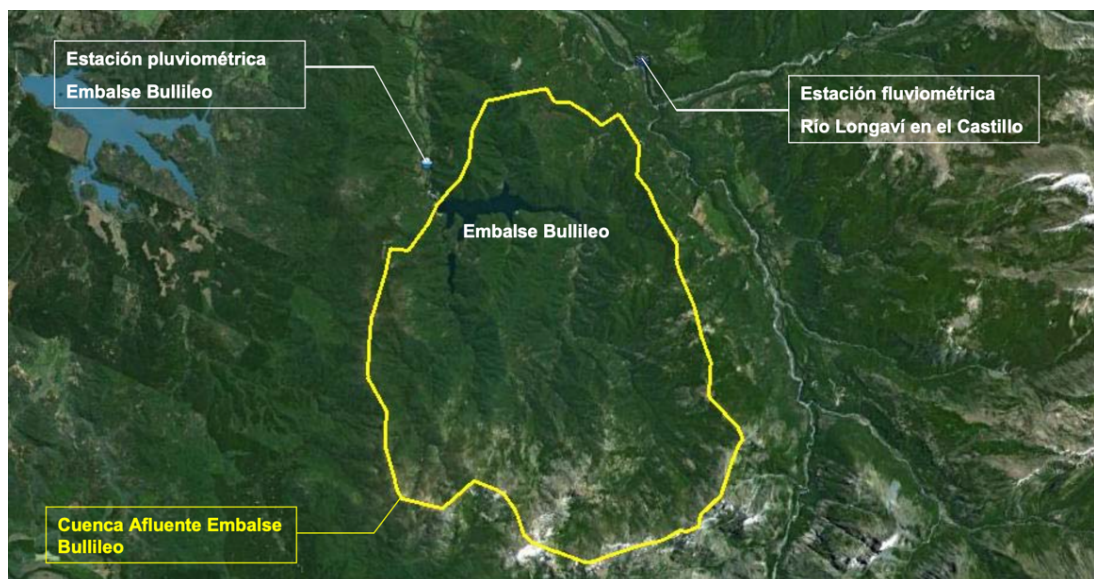 Estación pluviométrica
Embalse Bullileo
Estación fluviométrica
Río Longaví en el Castillo
Embalse Bullileo
Cuenca Afluente Embalse
Bullileo